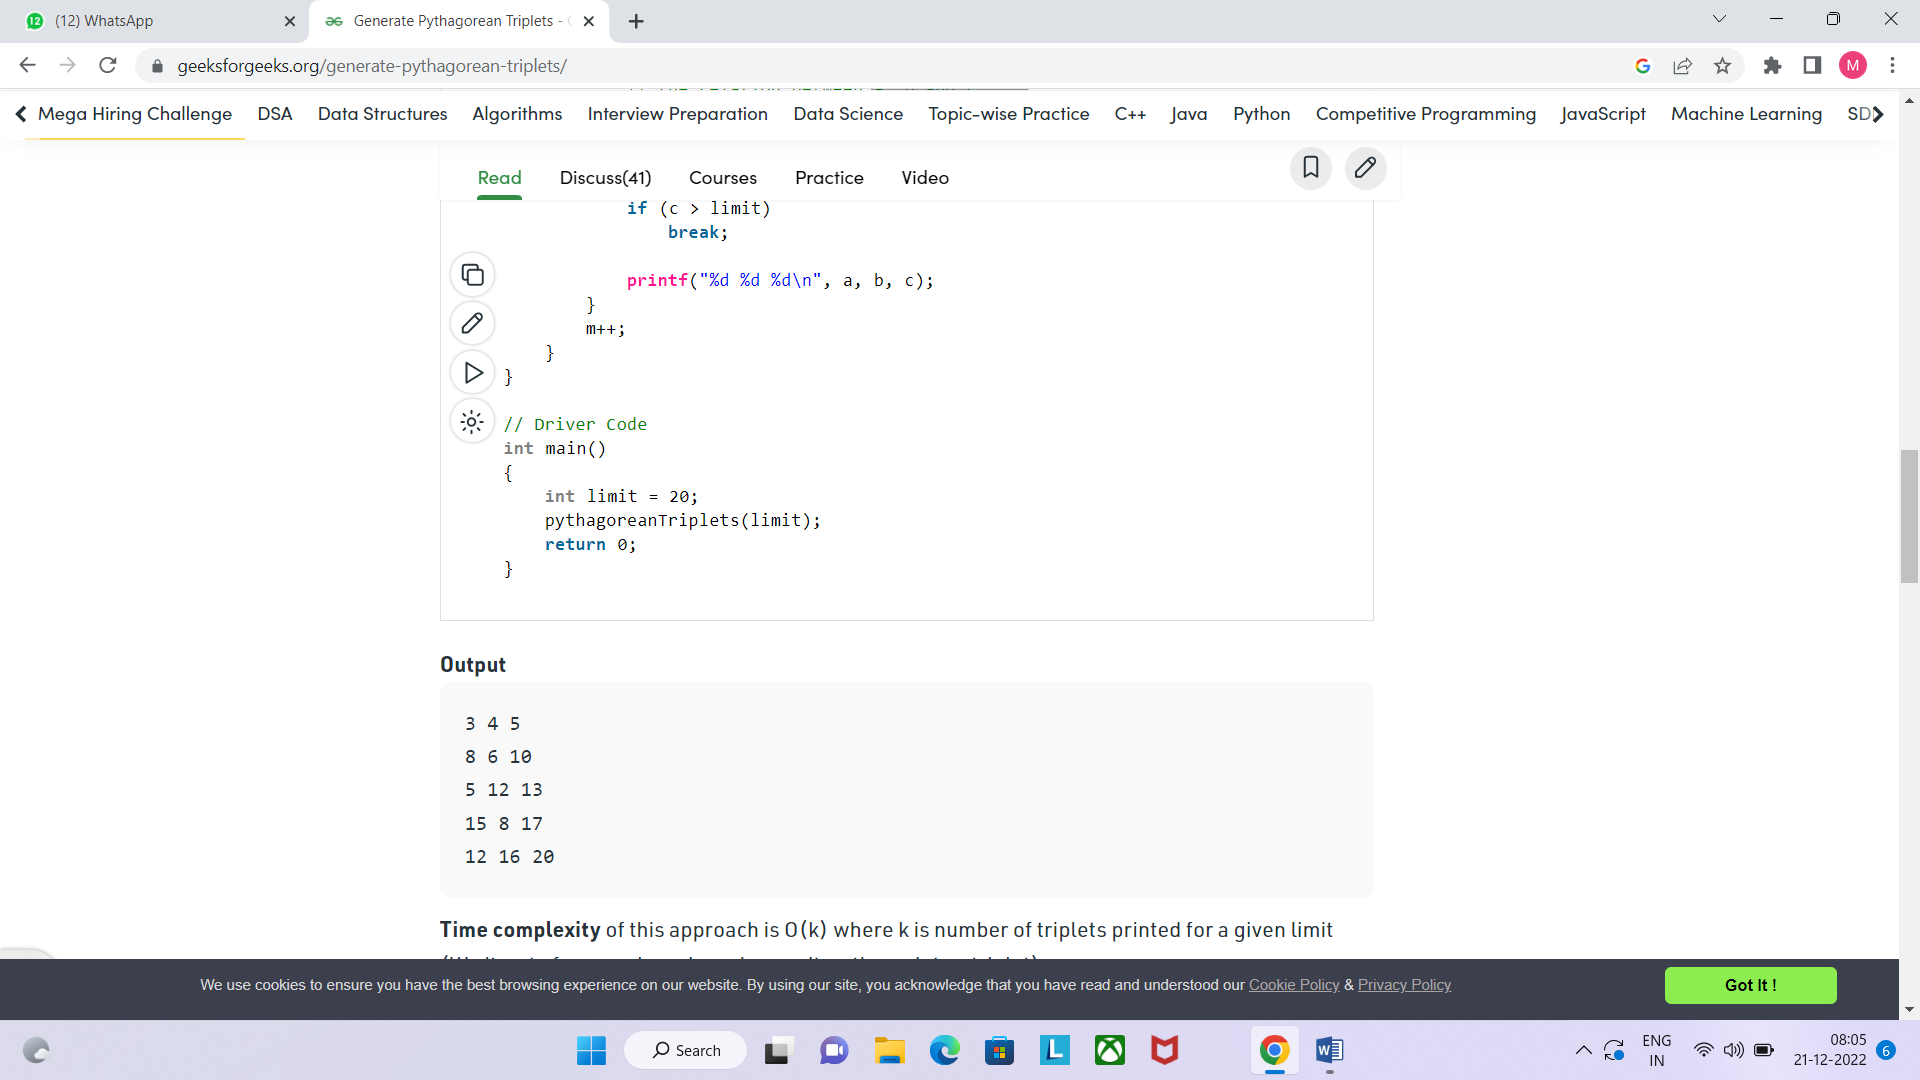 (12) WhatsApp
Generate Pythagorean Triplets -
geeksforgeeks.org/generate-pythagorean-triplets/
M
Mega Hiring Challenge DSA Data Structures Algorithms Interview Preparation Data Science Topic-wise Practice C++ Java Python Competitive Programming JavaScript Machine Learning SD
Read Discuss(41) Courses Practice Video
if (c > limit)
break;
printf("%d %d %d\n", a, b, c);
}
m++;
}
}
// Driver Code
int main()
{
int limit = 20;
pythagoreanTriplets(limit);
return 0;
}
Output
3 4 5
8 6 10
5 12 13
15 8 17
12 16 20
Time complexity of this approach is O(k) where k is number of triplets printed for a given limit
We use cookies to ensure you have the best browsing experience on our website. By using our site, you acknowledge that you have read and understood our Cookie Policy & Privacy Policy
Got It !
Search
ENG
IN
08:05
21-12-2022
6